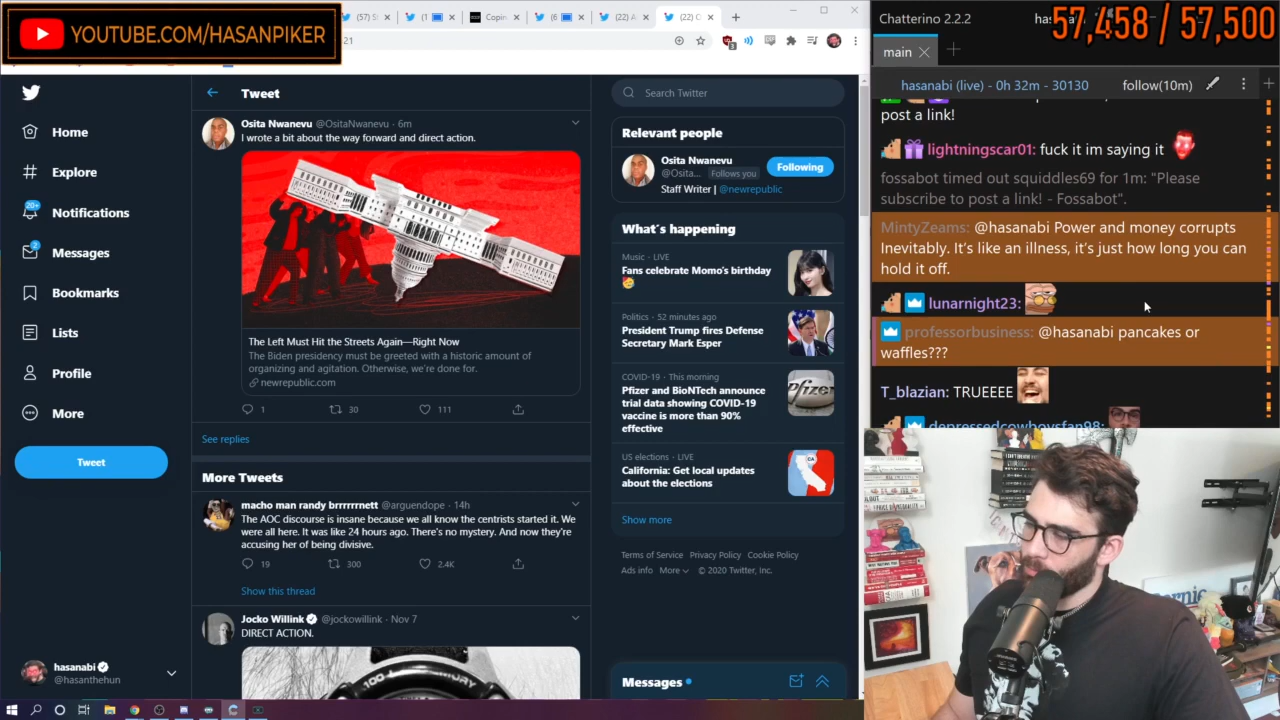 YOUTUBE.COM/HASANPIKER
(57) S
(1
Copin
(6
(22) A
(22) C
21
3
Home
Explore
20+
Notifications
2
Messages
Bookmarks
Lists
Profile
More
Tweet
hasanabi
@hasanthehun
Tweet
Osita Nwanevu @OsitaNwanevu · 6m
I wrote a bit about the way forward and direct action.
The Left Must Hit the Streets Again—Right Now
The Biden presidency must be greeted with a historic amount of
organizing and agitation. Otherwise, we're done for.
newrepublic.com
1
30
111
See replies
More Tweets
macho man randy brrrrrrnett @arguendope · 14h
The AOC discourse is insane because we all know the centrists started it. We
were all here. It was like 24 hours ago. There's no mystery. And now they're
accusing her of being divisive.
19
300
2.4K
Show this thread
Jocko Willink @jockowillink · Nov 7
DIRECT ACTION.
Search Twitter
Relevant people
Osita Nwanevu
@Osita... Follows you
Following
Staff Writer | @newrepublic
What's happening
Music · LIVE
Fans celebrate Momo's birthday
Politics · 52 minutes ago
President Trump fires Defense
Secretary Mark Esper
COVID-19 · This morning
Pfizer and BioNTech announce
trial data showing COVID-19
vaccine is more than 90%
effective
US elections · LIVE
California: Get local updates
about the elections
Show more
Terms of Service Privacy Policy Cookie Policy
Ads info More © 2020 Twitter, Inc.
Messages
Chatterino 2.2.2
57,458 / 57,500
main
hasanabi (live) - 0h 32m - 30130
follow(10m)
post a link!
lightningscar01: fuck it im saying it
fossabot timed out squiddles69 for 1m: "Please
subscribe to post a link! - Fossabot".
MintyZeams: @hasanabi Power and money corrupts
Inevitably. It's like an illness, it's just how long you can
hold it off.
lunarnight23:
professorbusiness: @hasanabi pancakes or
waffles???
T_blazian: TRUEEEE
depressedcowboysfan98: